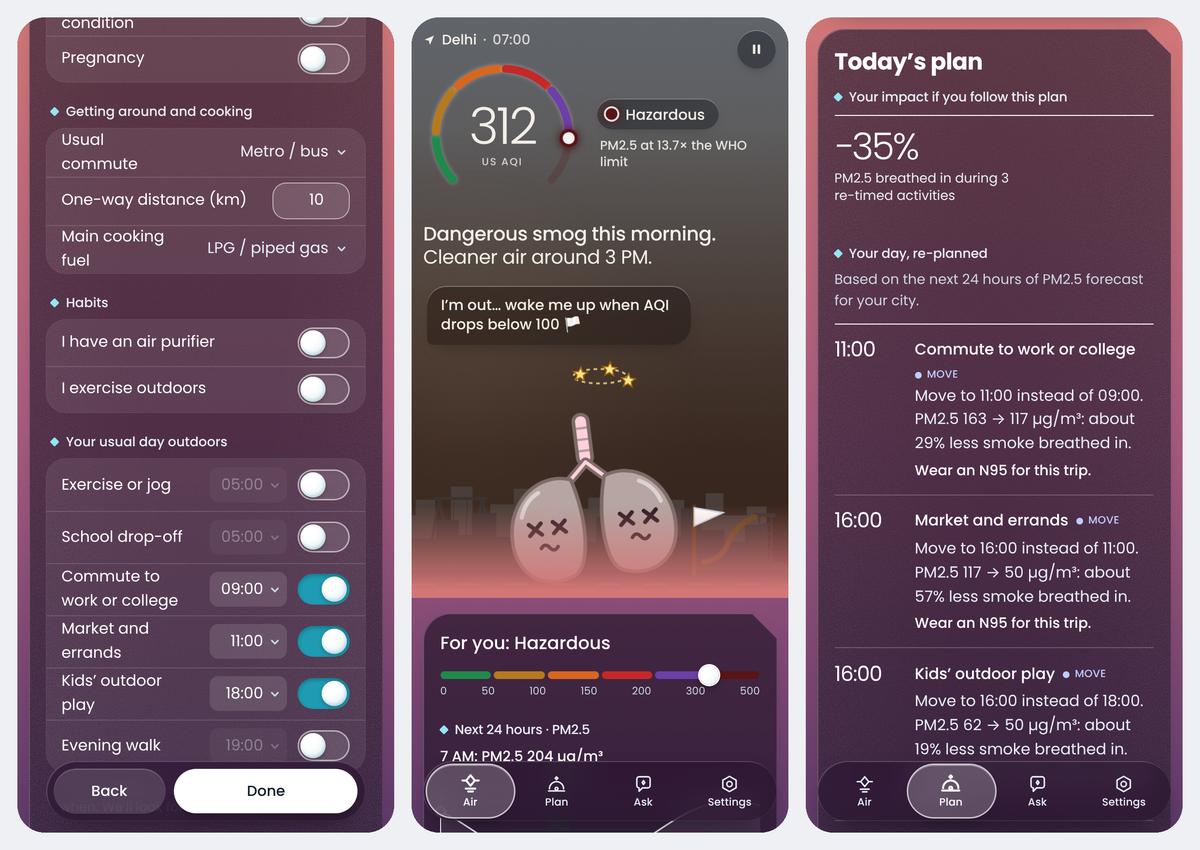 condition
Pregnancy
Getting around and cooking
Usual
commute
Metro / bus
One-way distance (km)
10
Main cooking
fuel
LPG / piped gas
Habits
I have an air purifier
I exercise outdoors
Your usual day outdoors
Exercise or jog
05:00
School drop-off
05:00
Commute to
work or college
09:00
Market and
errands
11:00
Kids’ outdoor
play
18:00
Evening walk
19:00
Back
Done
Delhi · 07:00
312
US AQI
Hazardous
PM2.5 at 13.7× the WHO
limit
Dangerous smog this morning.
Cleaner air around 3 PM.
I’m out… wake me up when AQI
drops below 100
For you: Hazardous
0 50 100 150 200 300 500
Next 24 hours · PM2.5
7 AM: PM2.5 204 µg/m³
Air
Plan
Ask
Settings
Today’s plan
Your impact if you follow this plan
−35%
PM2.5 breathed in during 3
re-timed activities
Your day, re-planned
Based on the next 24 hours of PM2.5 forecast
for your city.
11:00
Commute to work or college
MOVE
Move to 11:00 instead of 09:00.
PM2.5 163 → 117 µg/m³: about
29% less smoke breathed in.
Wear an N95 for this trip.
16:00
Market and errands
MOVE
Move to 16:00 instead of 11:00.
PM2.5 117 → 50 µg/m³: about
57% less smoke breathed in.
Wear an N95 for this trip.
16:00
Kids’ outdoor play
MOVE
Move to 16:00 instead of 18:00.
PM2.5 62 → 50 µg/m³: about
19% less smoke breathed in.
Air
Plan
Ask
Settings